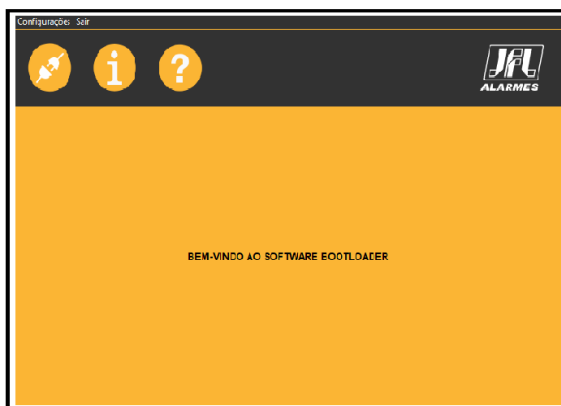 Configurações Sair
i
?
JFL
ALARMES
BEM-VINDO AO SOFTWARE BOOTLOADER